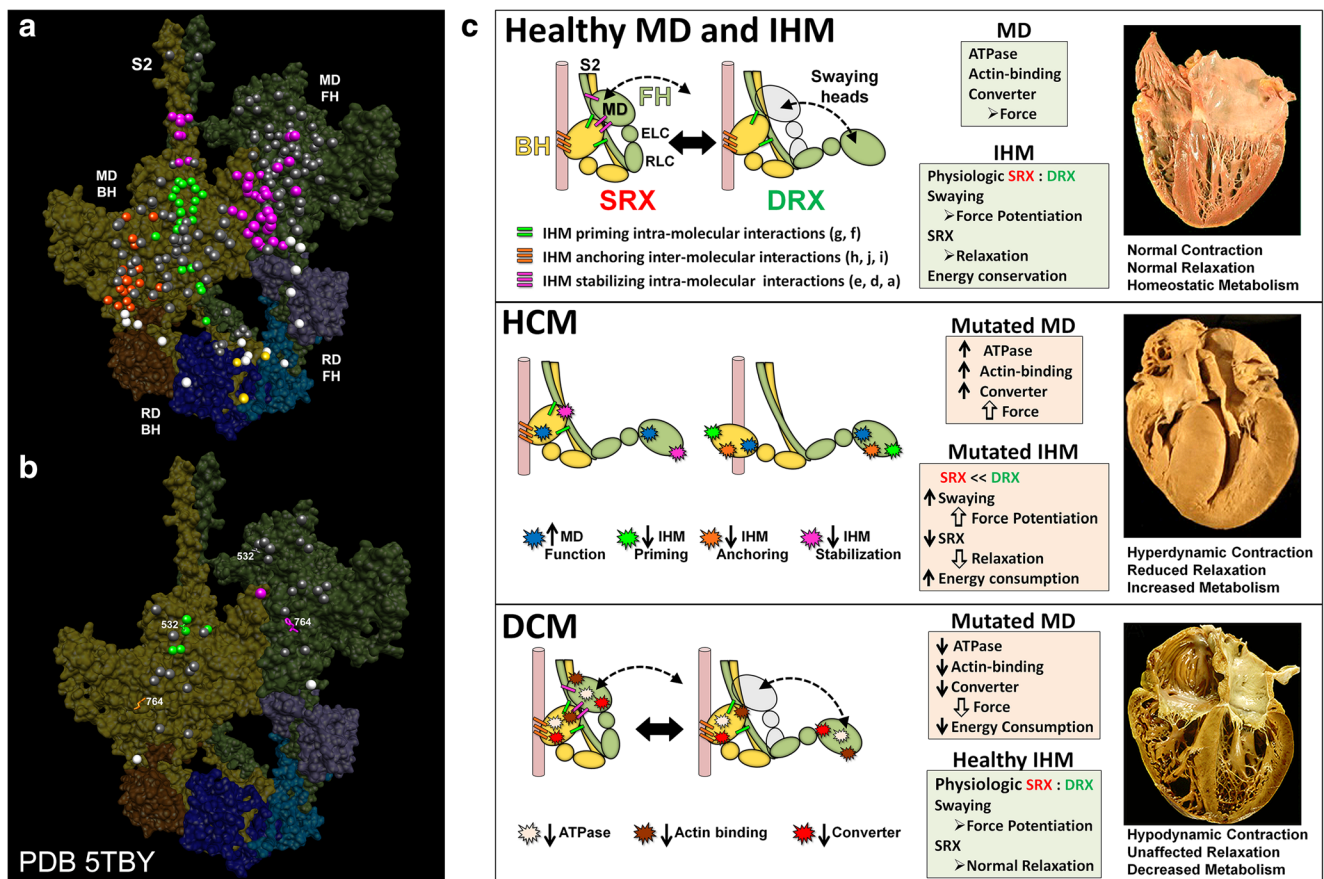 a
S2
MD
FH
MD
BH
RD
FH
RD
BH
b
532
532
764
764
PDB 5TBY
c
Healthy MD and IHM
S2
MD
FH
BH
ELC
RLC
Swaying
heads
SRX
DRX
IHM priming intra-molecular interactions (g, f)
IHM anchoring inter-molecular interactions (h, j, i)
IHM stabilizing intra-molecular interactions (e, d, a)
MD
ATPase
Actin-binding
Converter
➢Force
IHM
Physiologic SRX : DRX
Swaying
➢Force Potentiation
SRX
➢Relaxation
Energy conservation
Normal Contraction
Normal Relaxation
Homeostatic Metabolism
HCM
↑ MD
Function
↓ IHM
Priming
↓ IHM
Anchoring
↓ IHM
Stabilization
Mutated MD
↑ ATPase
↑ Actin-binding
↑ Converter
⇧ Force
Mutated IHM
SRX << DRX
↑ Swaying
⇧ Force Potentiation
↓ SRX
⇩ Relaxation
↑ Energy consumption
Hyperdynamic Contraction
Reduced Relaxation
Increased Metabolism
DCM
↓ ATPase
↓ Actin binding
↓ Converter
Mutated MD
↓ ATPase
↓ Actin-binding
↓ Converter
⇩ Force
↓ Energy Consumption
Healthy IHM
Physiologic SRX : DRX
Swaying
➢Force Potentiation
SRX
➢Normal Relaxation
Hypodynamic Contraction
Unaffected Relaxation
Decreased Metabolism